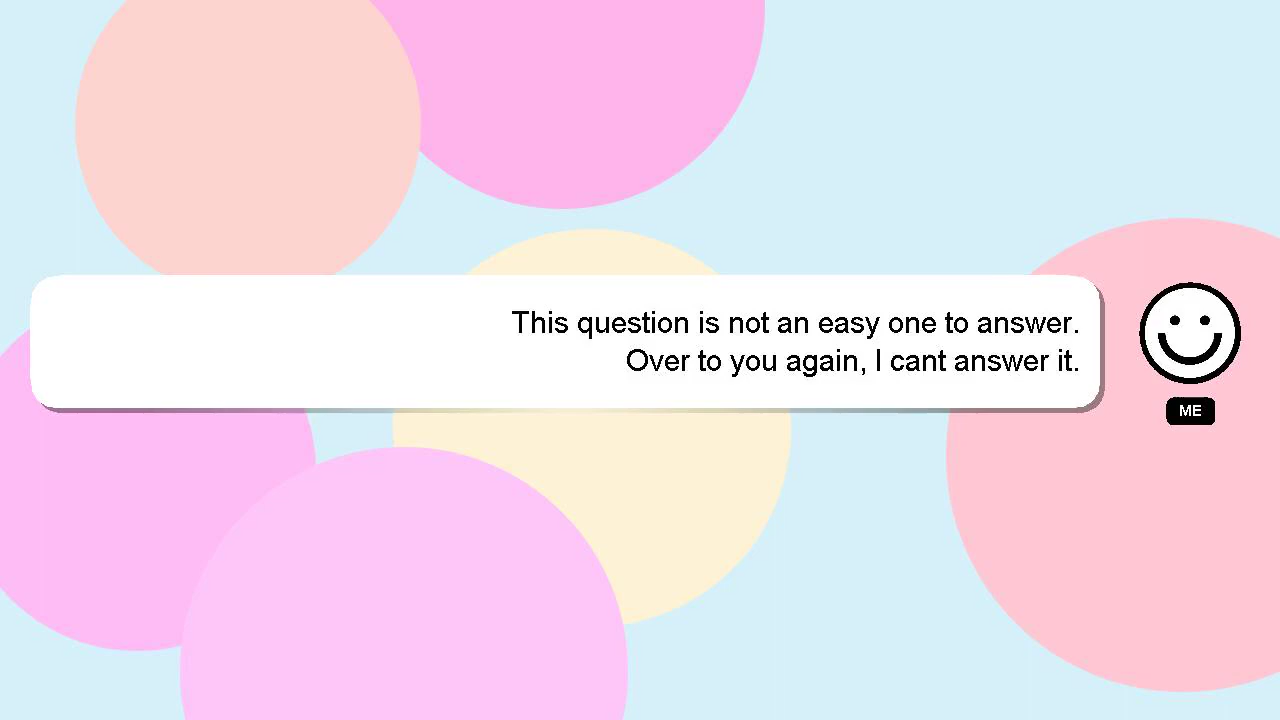 This question is not an easy one to answer.
Over to you again, I cant answer it.
ME